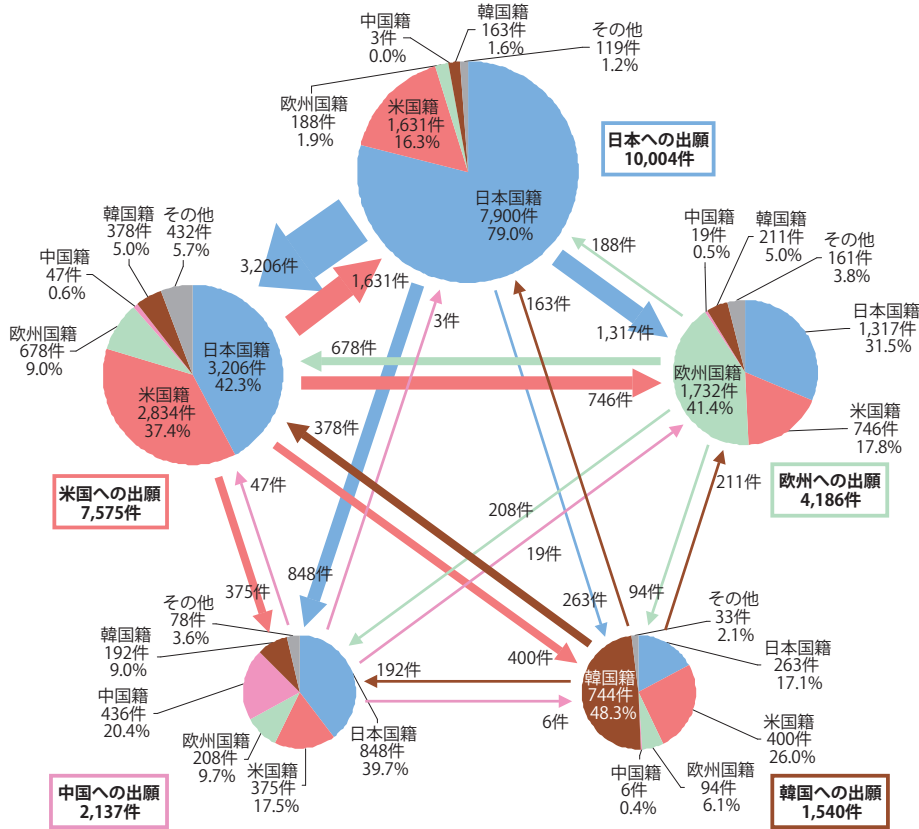 中国籍
3件
0.0%
韓国籍
163件
1.6%
その他
119件
1.2%
欧州国籍
188件
1.9%
米国籍
1,631件
16.3%
日本国籍
7,900件
79.0%
日本への出願
10,004件
韓国籍
378件
5.0%
その他
432件
5.7%
中国籍
47件
0.6%
欧州国籍
678件
9.0%
日本国籍
3,206件
42.3%
米国籍
2,834件
37.4%
米国への出願
7,575件
中国籍
19件
0.5%
韓国籍
211件
5.0%
その他
161件
3.8%
日本国籍
1,317件
31.5%
欧州国籍
1,732件
41.4%
米国籍
746件
17.8%
欧州への出願
4,186件
3,206件
1,631件
3件
163件
188件
1,317件
678件
746件
378件
47件
208件
19件
211件
375件
848件
263件
94件
400件
192件
6件
その他
78件
3.6%
韓国籍
192件
9.0%
中国籍
436件
20.4%
欧州国籍
208件
9.7%
米国籍
375件
17.5%
日本国籍
848件
39.7%
中国への出願
2,137件
その他
33件
2.1%
日本国籍
263件
17.1%
韓国籍
744件
48.3%
米国籍
400件
26.0%
中国籍
6件
0.4%
欧州国籍
94件
6.1%
韓国への出願
1,540件